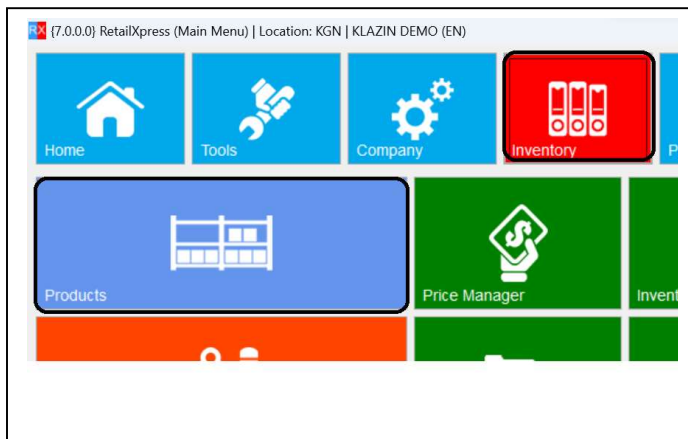 RX {7.0.0.0} RetailXpress (Main Menu) | Location: KGN | KLAZIN DEMO (EN)
Home Tools Company Inventory P
Products Price Manager Invent